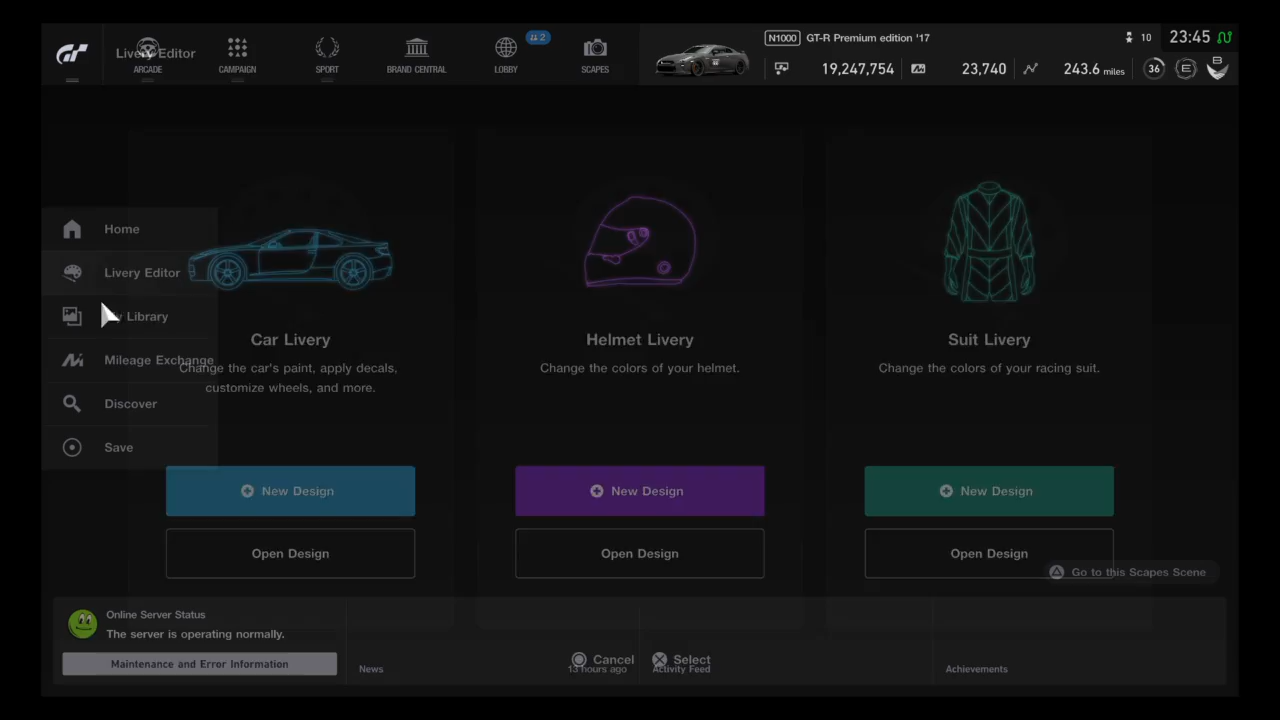 Livery Editor
ARCADE
CAMPAIGN
SPORT
BRAND CENTRAL
2
LOBBY
SCAPES
N1000 GT-R Premium edition '17
10
23:45
19,247,754
23,740
243.6 miles
36
E
B
Home
Livery Editor
My Library
Mileage Exchange
Discover
Save
Car Livery
Change the car's paint, apply decals,
customize wheels, and more.
New Design
Open Design
Helmet Livery
Change the colors of your helmet.
New Design
Open Design
Suit Livery
Change the colors of your racing suit.
New Design
Open Design
Go to this Scapes Scene
Online Server Status
The server is operating normally.
Maintenance and Error Information
News
13 hours ago
Cancel
Select
Activity Feed
Achievements